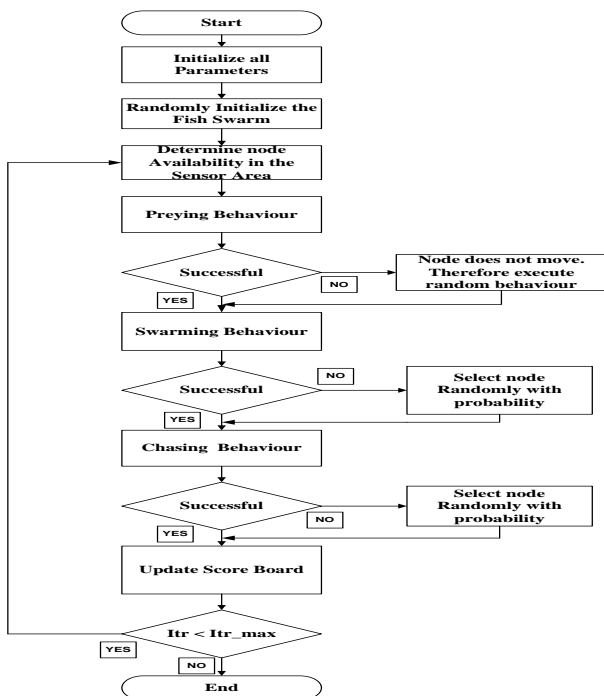 Start
Initialize all
Parameters
Randomly Initialize the
Fish Swarm
Determine node
Availability in the
Sensor Area
Preying Behaviour
Successful
NO
Node does not move.
Therefore execute
random behaviour
YES
Swarming Behaviour
Successful
NO
Select node
Randomly with
probability
YES
Chasing Behaviour
Successful
NO
Select node
Randomly with
probability
YES
Update Score Board
Itr < Itr_max
YES
NO
End